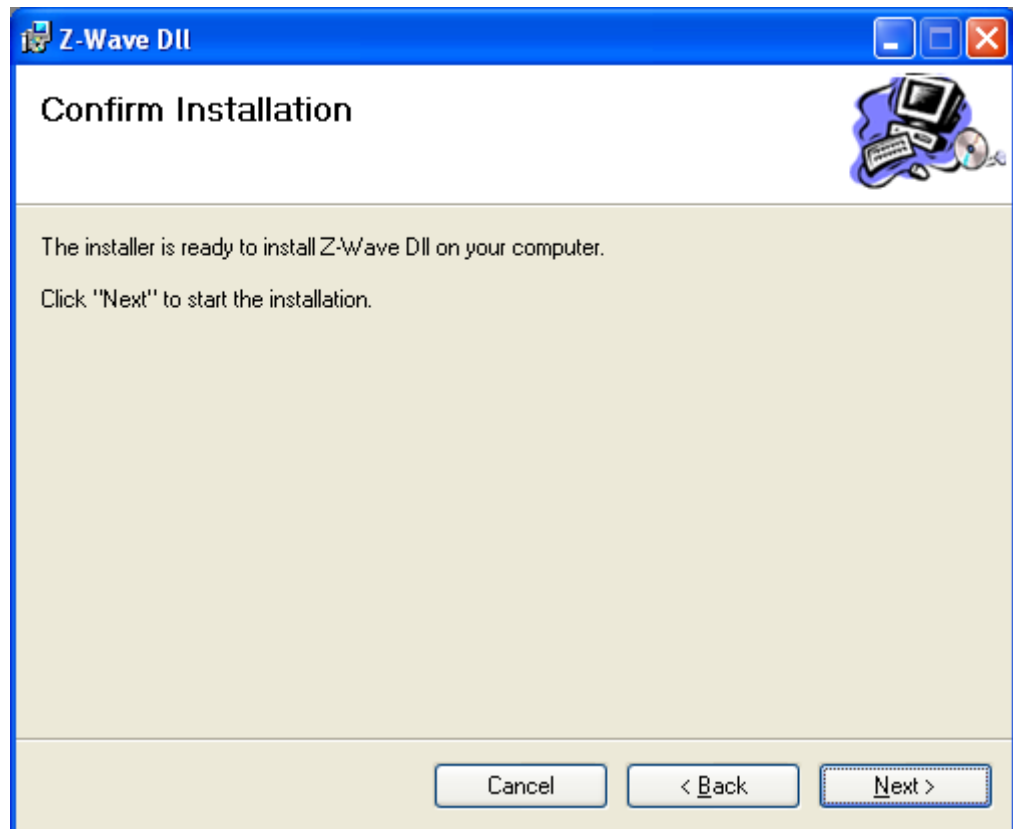 Z-Wave Dll
Confirm Installation
The installer is ready to install Z-Wave Dll on your computer.
Click "Next" to start the installation.
Cancel
< Back
Next >